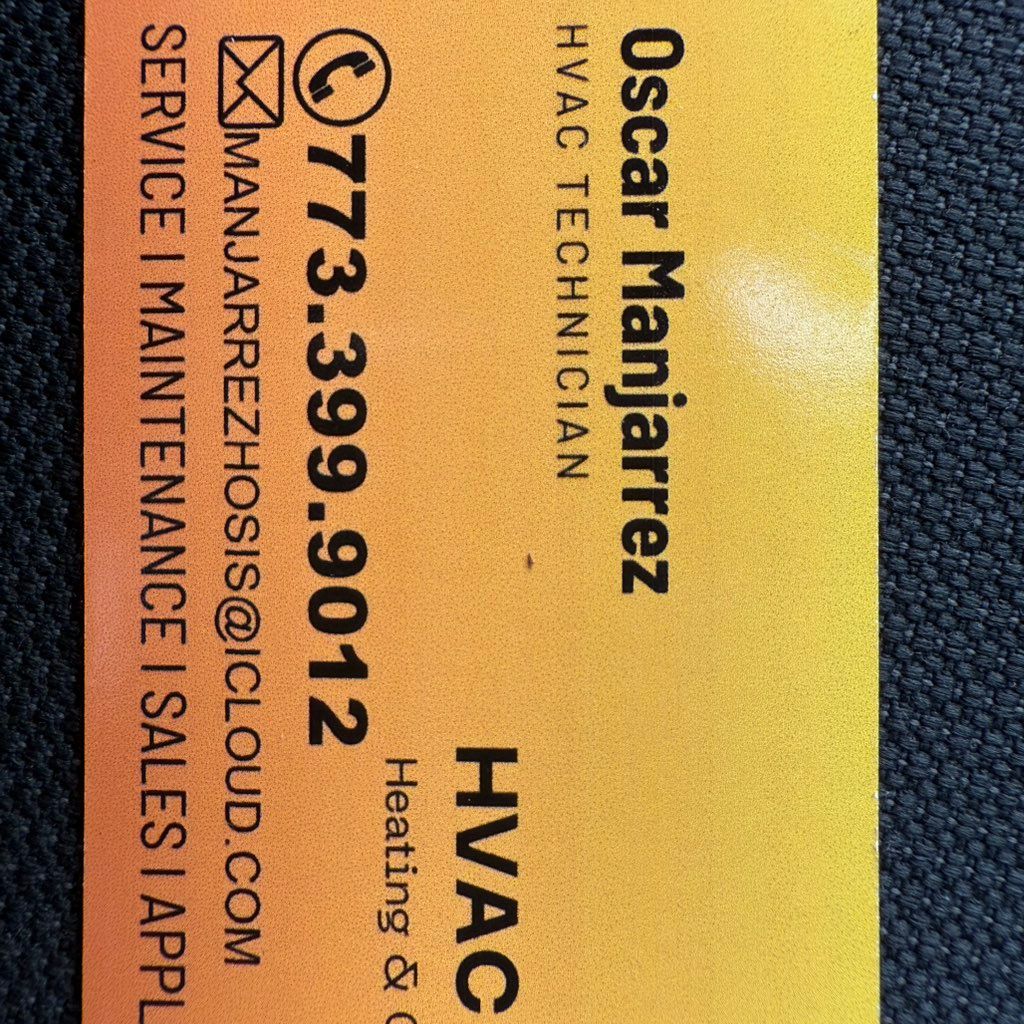 Oscar Manjarrez
HVAC TECHNICIAN
HVAC
Heating &
773.399.9012
MANJARREZHOSIS@ICLOUD.COM
SERVICE | MAINTENANCE | SALES |